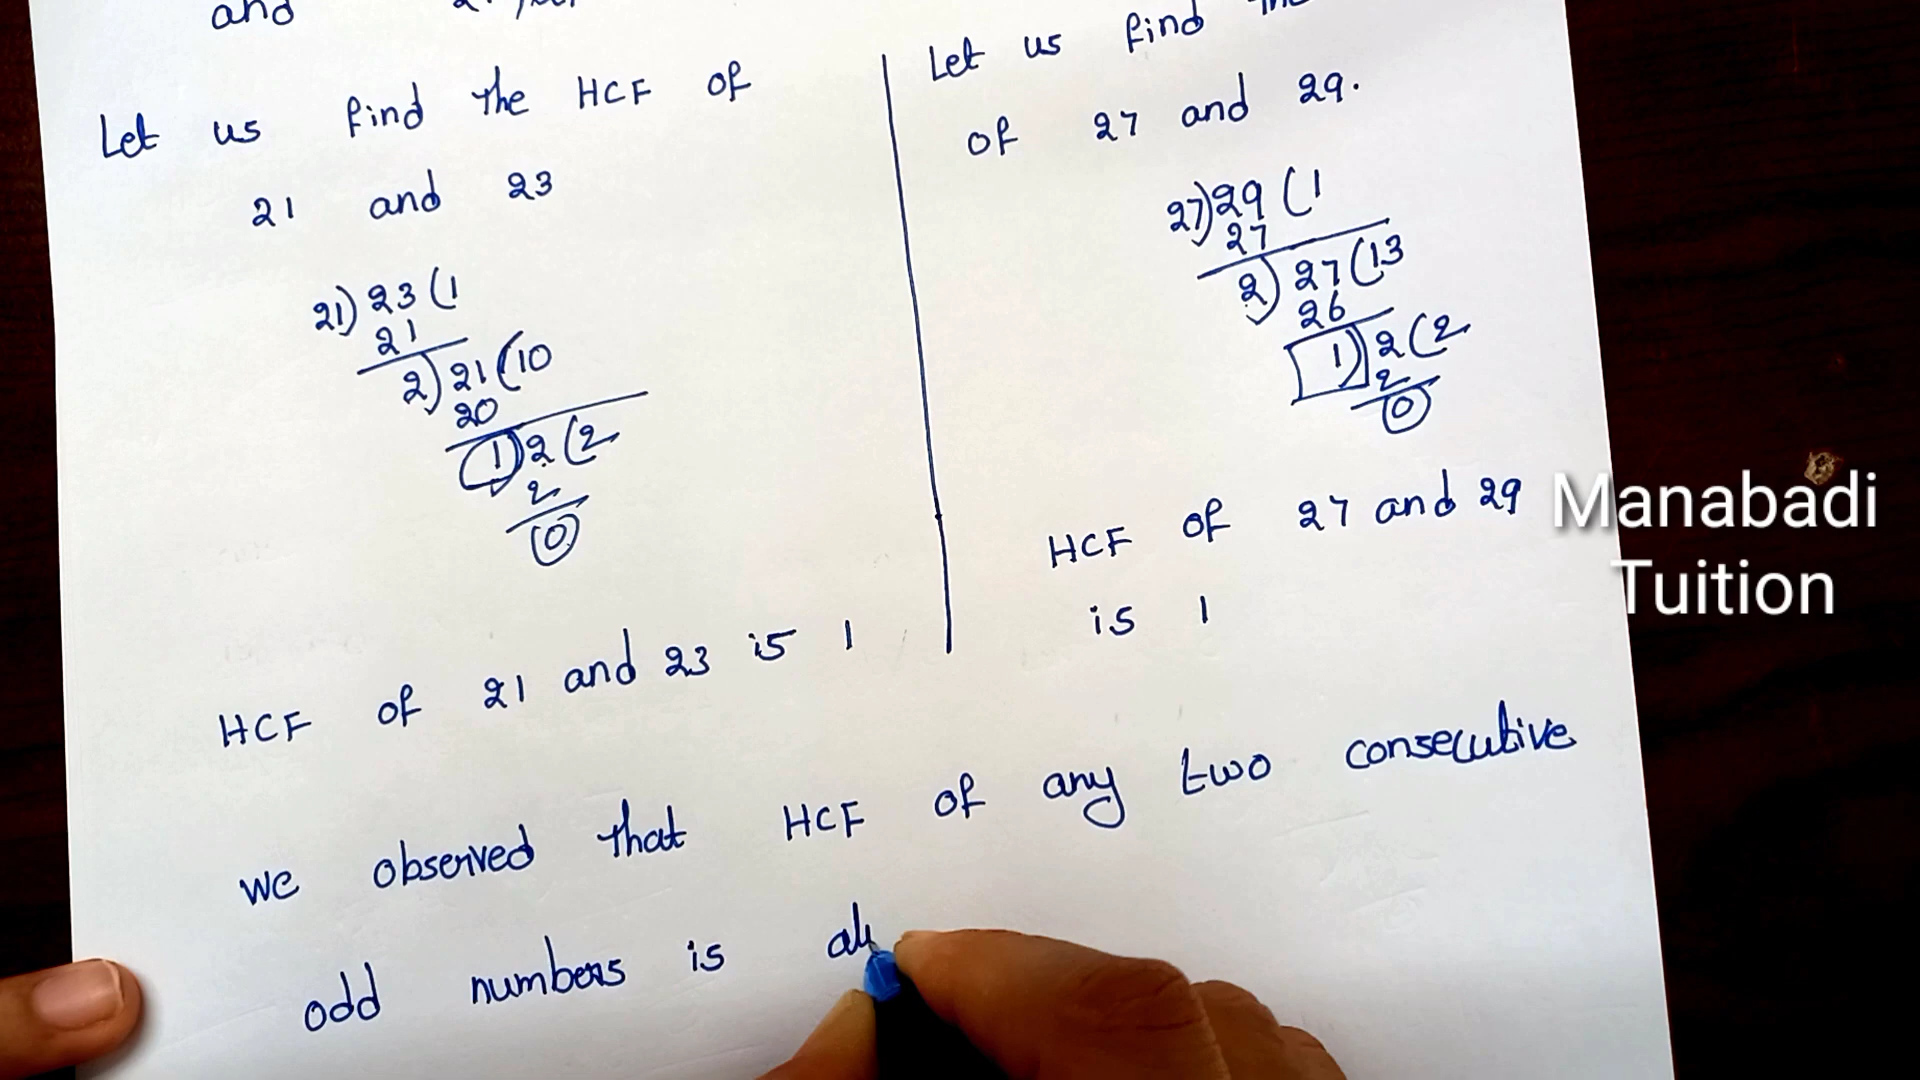 and
Let us find the HCF of
21 and 23
21) 23 (1
21
2) 21 (10
20
1) 2 (2
2
0
HCF of 21 and 23 is 1
Let us find the
of 27 and 29.
27) 29 (1
27
2) 27 (13
26
1) 2 (2
2
0
HCF of 27 and 29
is 1
we observed that HCF of any two consecutive
odd numbers is
Manabadi
Tuition